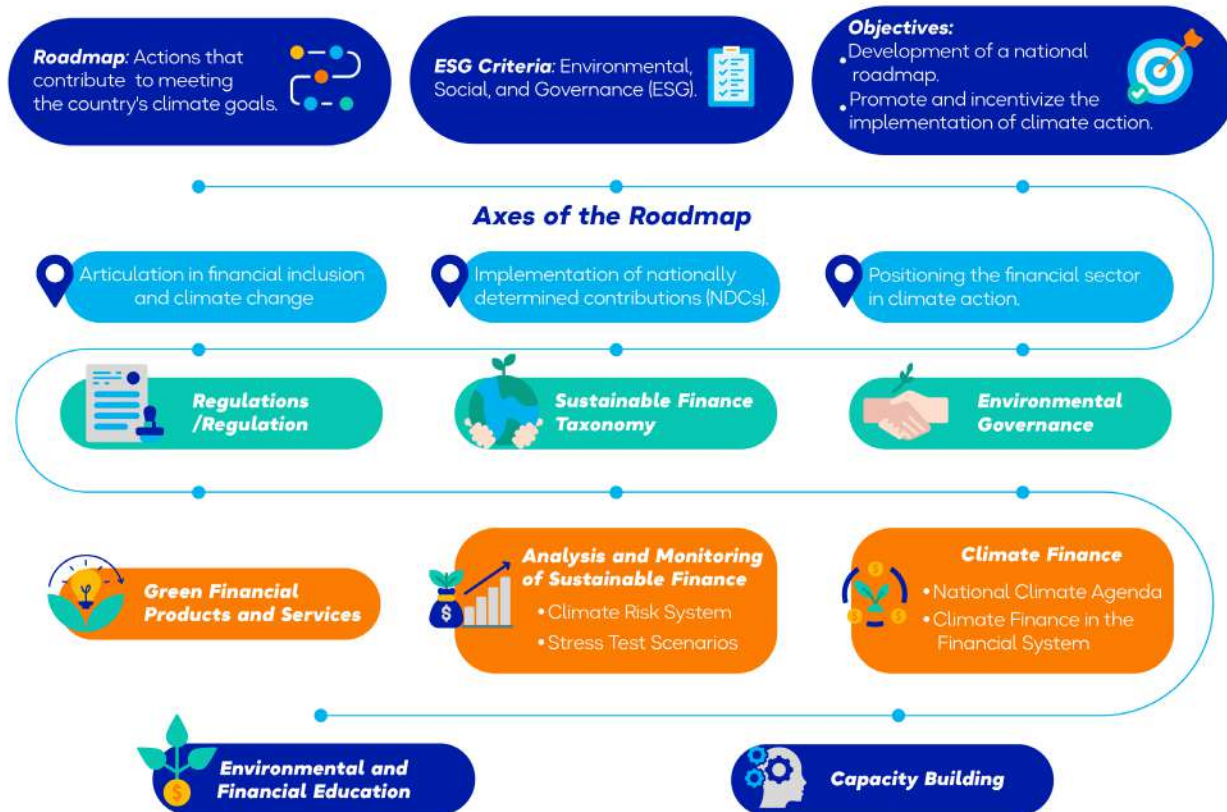 Roadmap: Actions that
contribute to meeting
the country's climate goals.
ESG Criteria: Environmental,
Social, and Governance (ESG).
Objectives:
•Development of a national
roadmap.
•Promote and incentivize the
implementation of climate action.
Axes of the Roadmap
Articulation in financial inclusion
and climate change
Implementation of nationally
determined contributions (NDCs).
Positioning the financial sector
in climate action.
Regulations
/Regulation
Sustainable Finance
Taxonomy
Environmental
Governance
Green Financial
Products and Services
Analysis and Monitoring
of Sustainable Finance
•Climate Risk System
•Stress Test Scenarios
Climate Finance
•National Climate Agenda
•Climate Finance in the
Financial System
Environmental and
Financial Education
Capacity Building